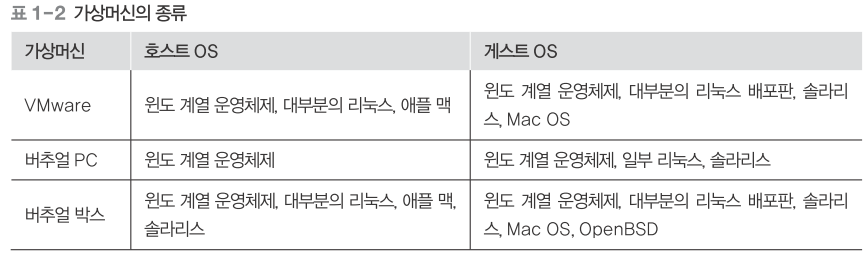 표 1-2 가상머신의 종류
가상머신 호스트 OS 게스트 OS
VMware 윈도 계열 운영체제, 대부분의 리눅스, 애플 맥 윈도 계열 운영체제, 대부분의 리눅스 배포판, 솔라리
스, Mac OS
버추얼 PC 윈도 계열 운영체제 윈도 계열 운영체제, 일부 리눅스, 솔라리스
버추얼 박스 윈도 계열 운영체제, 대부분의 리눅스, 애플 맥, 윈도 계열 운영체제, 대부분의 리눅스 배포판, 솔라리
솔라리스 스, Mac OS, OpenBSD